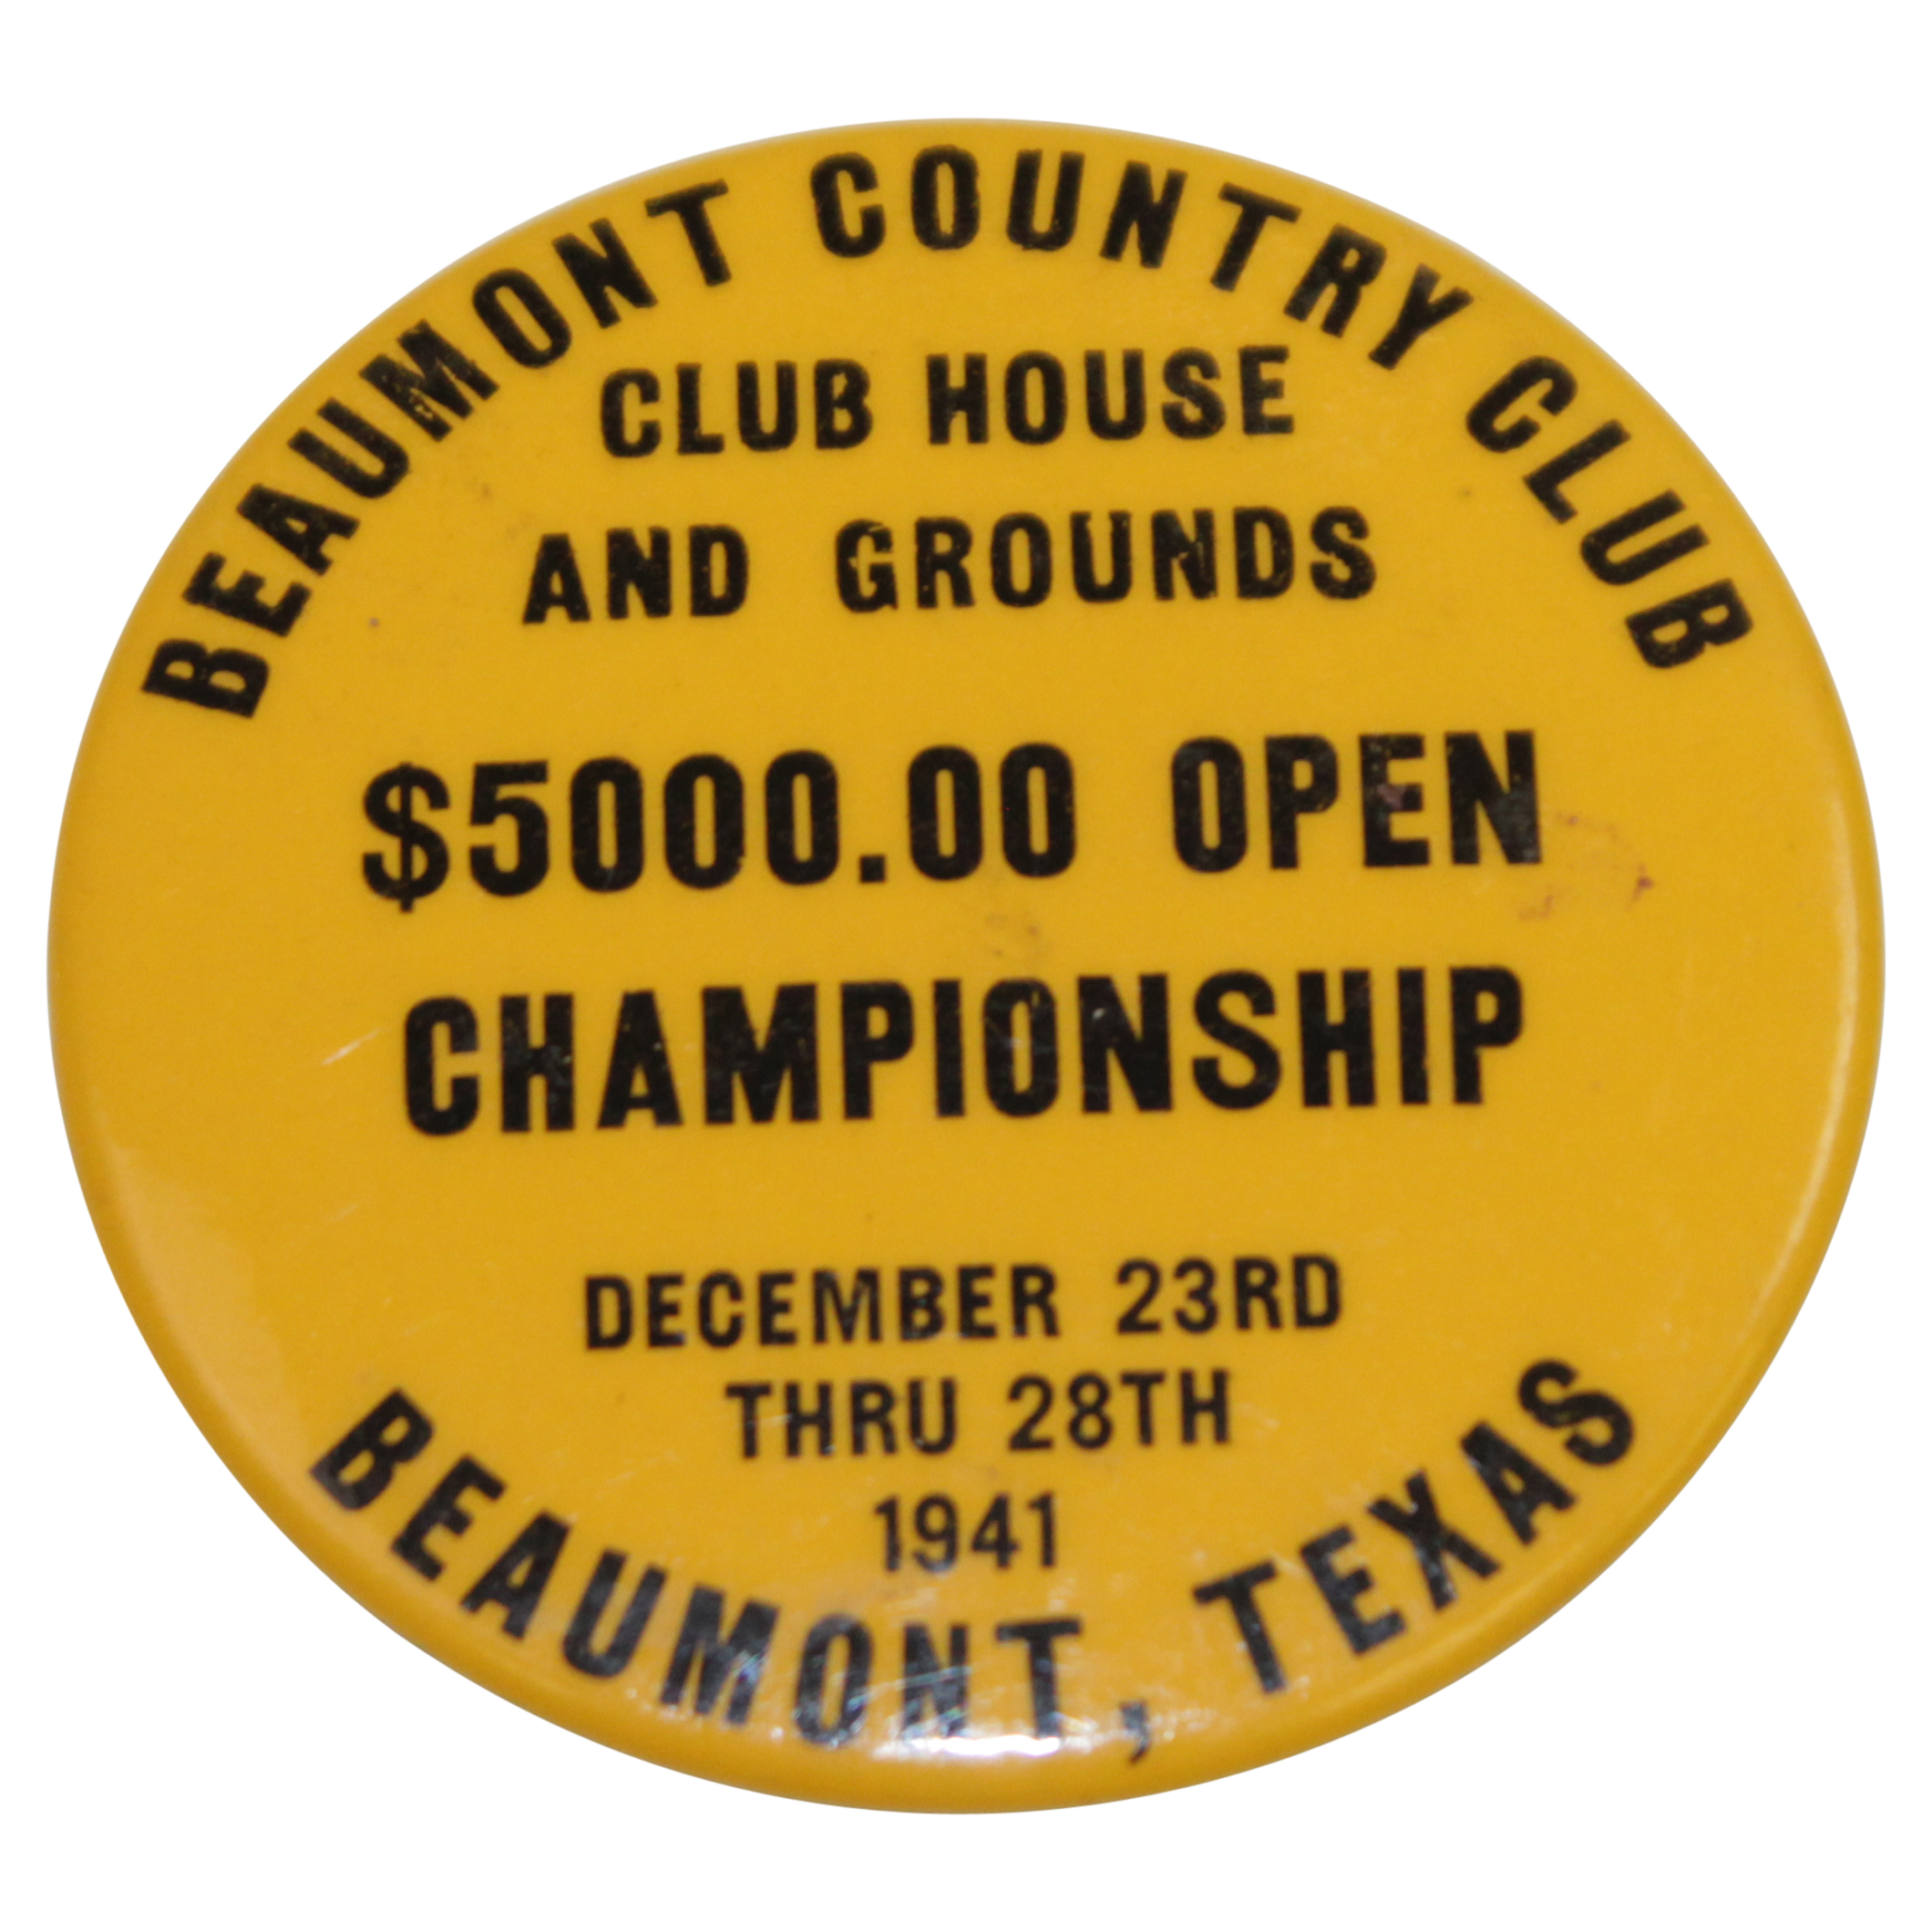 BEAUMONT COUNTRY CLUB
CLUB HOUSE
AND GROUNDS
$5000.00 OPEN
CHAMPIONSHIP
DECEMBER 23RD
THRU 28TH
1941
BEAUMONT, TEXAS